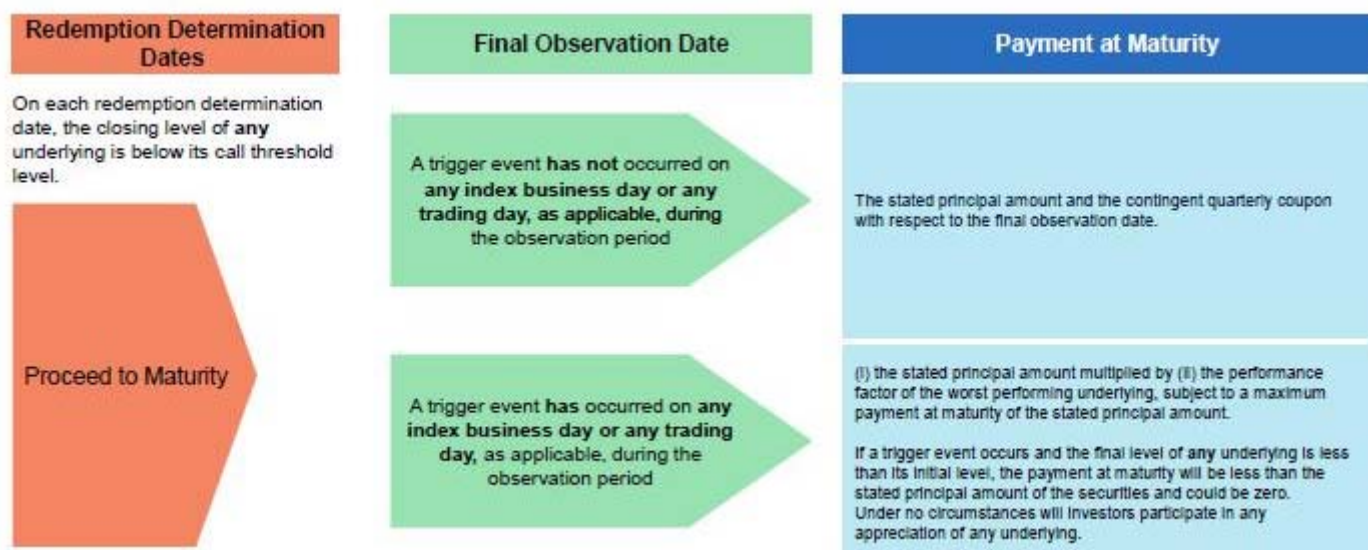 Redemption Determination
Dates
On each redemption determination
date, the closing level of any
underlying is below its call threshold
level.
Proceed to Maturity
Final Observation Date
A trigger event has not occurred on
any index business day or any
trading day, as applicable, during
the observation period
A trigger event has occurred on any
index business day or any trading
day, as applicable, during the
observation period
Payment at Maturity
The stated principal amount and the contingent quarterly coupon
with respect to the final observation date.
(i) the stated principal amount multiplied by (ii) the performance
factor of the worst performing underlying, subject to a maximum
payment at maturity of the stated principal amount.
If a trigger event occurs and the final level of any underlying is less
than its initial level, the payment at maturity will be less than the
stated principal amount of the securities and could be zero.
Under no circumstances will investors participate in any
appreciation of any underlying.